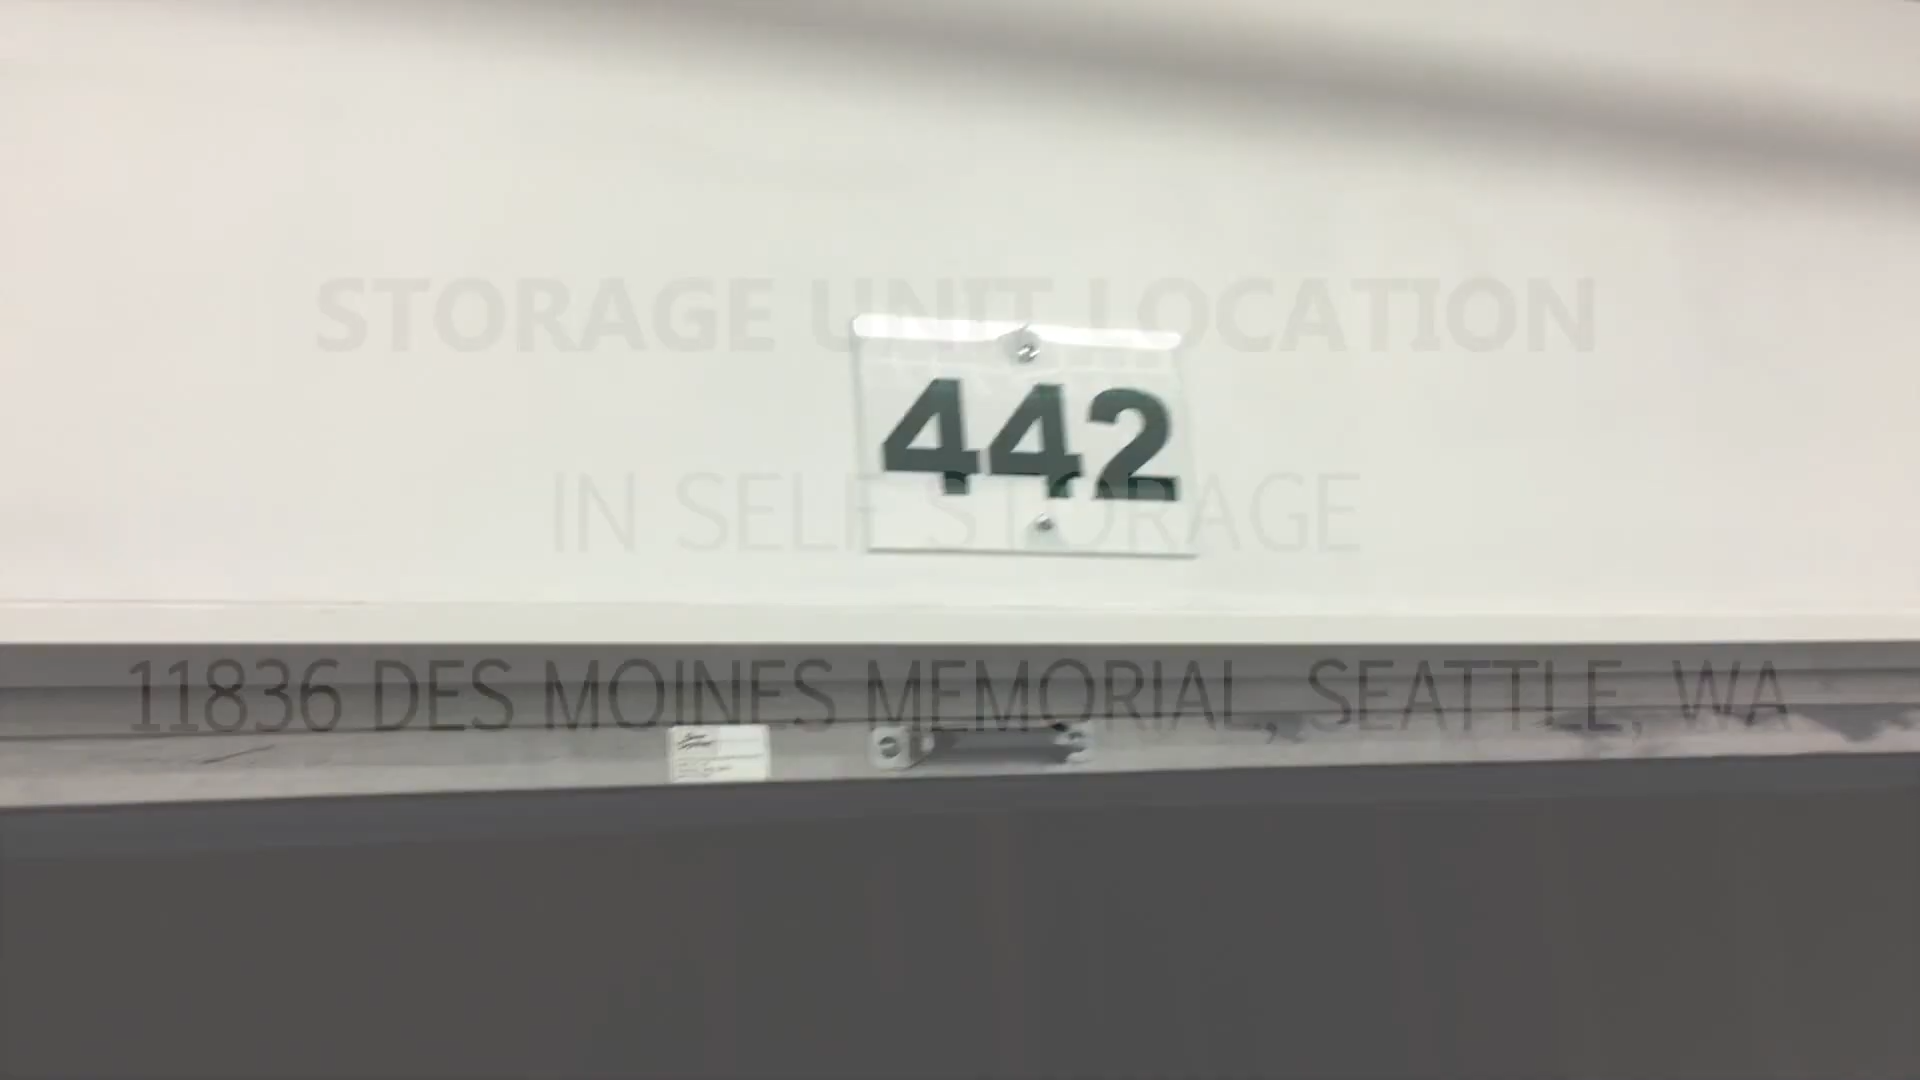 STORAGE UNIT LOCATION
442
IN SELF STORAGE
11836 DES MOINES MEMORIAL, SEATTLE, WA